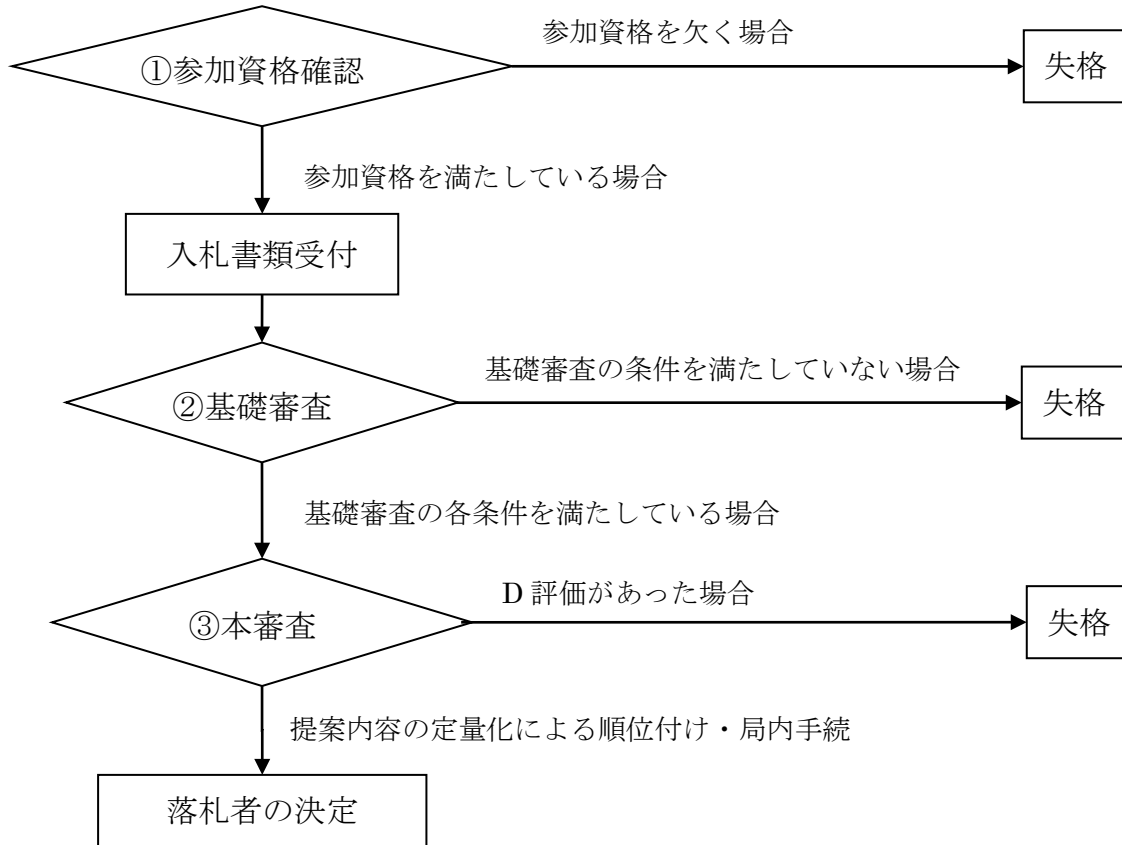 参加資格を欠く場合
①参加資格確認
失格
参加資格を満たしている場合
入札書類受付
基礎審査の条件を満たしていない場合
②基礎審査
失格
基礎審査の各条件を満たしている場合
D 評価があった場合
③本審査
失格
提案内容の定量化による順位付け・局内手続
落札者の決定